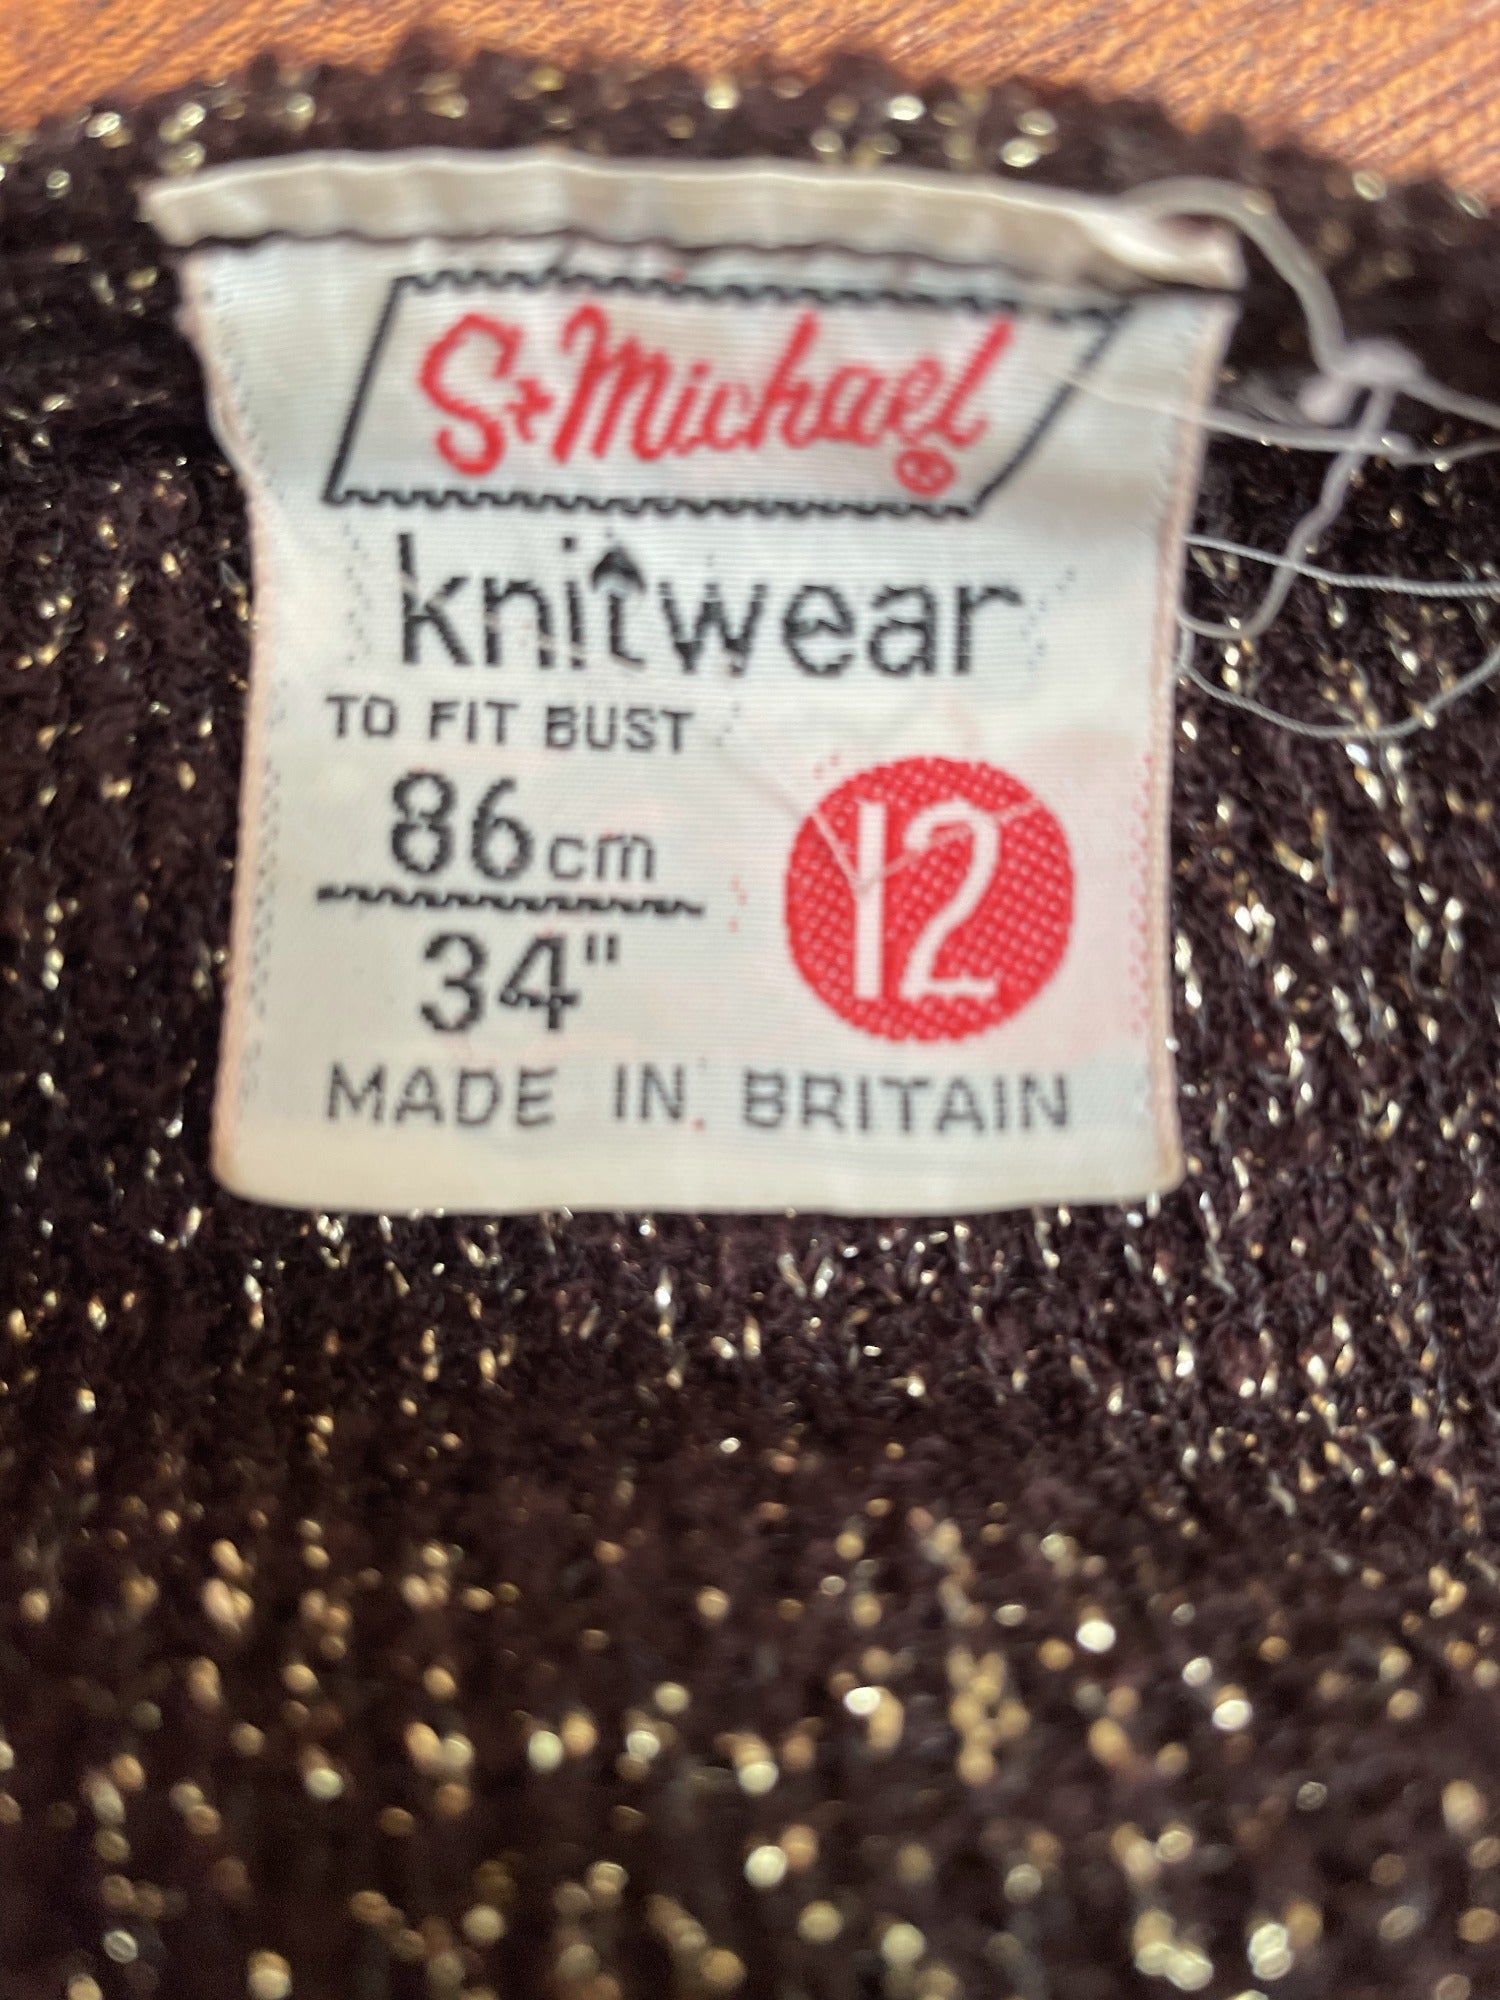 St Michael
knitwear
TO FIT BUST
86cm
34"
12
MADE IN BRITAIN